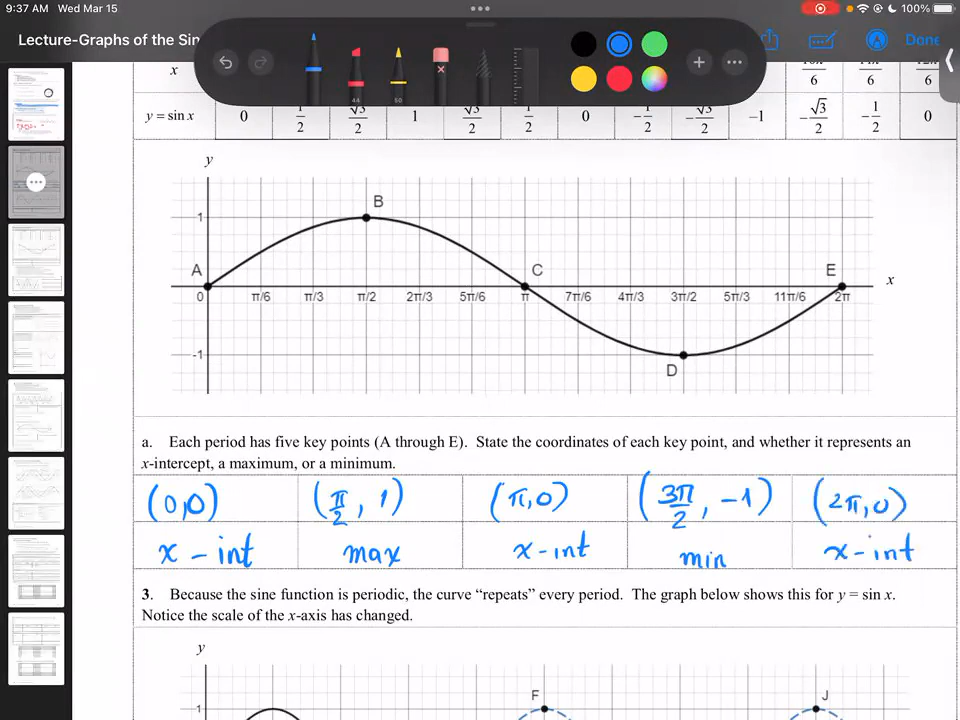 9:37 AM Wed Mar 15 100%
Lecture-Graphs of the Sin Done
44 50
x 6 6 6
y = sin x 0 1/2 √3/2 1 √3/2 1/2 0 −1/2 −√3/2 −1 −√3/2 −1/2 0
y
B
1
A C E
x
0 π/6 π/3 π/2 2π/3 5π/6 π 7π/6 4π/3 3π/2 5π/3 11π/6 2π
-1
D
a. Each period has five key points (A through E). State the coordinates of each key point, and whether it represents an
x-intercept, a maximum, or a minimum.
(0,0) (π/2, 1) (π,0) (3π/2, -1) (2π,0)
x - int max x-int min x-int
3. Because the sine function is periodic, the curve “repeats” every period. The graph below shows this for y = sin x.
Notice the scale of the x-axis has changed.
y
F J
1